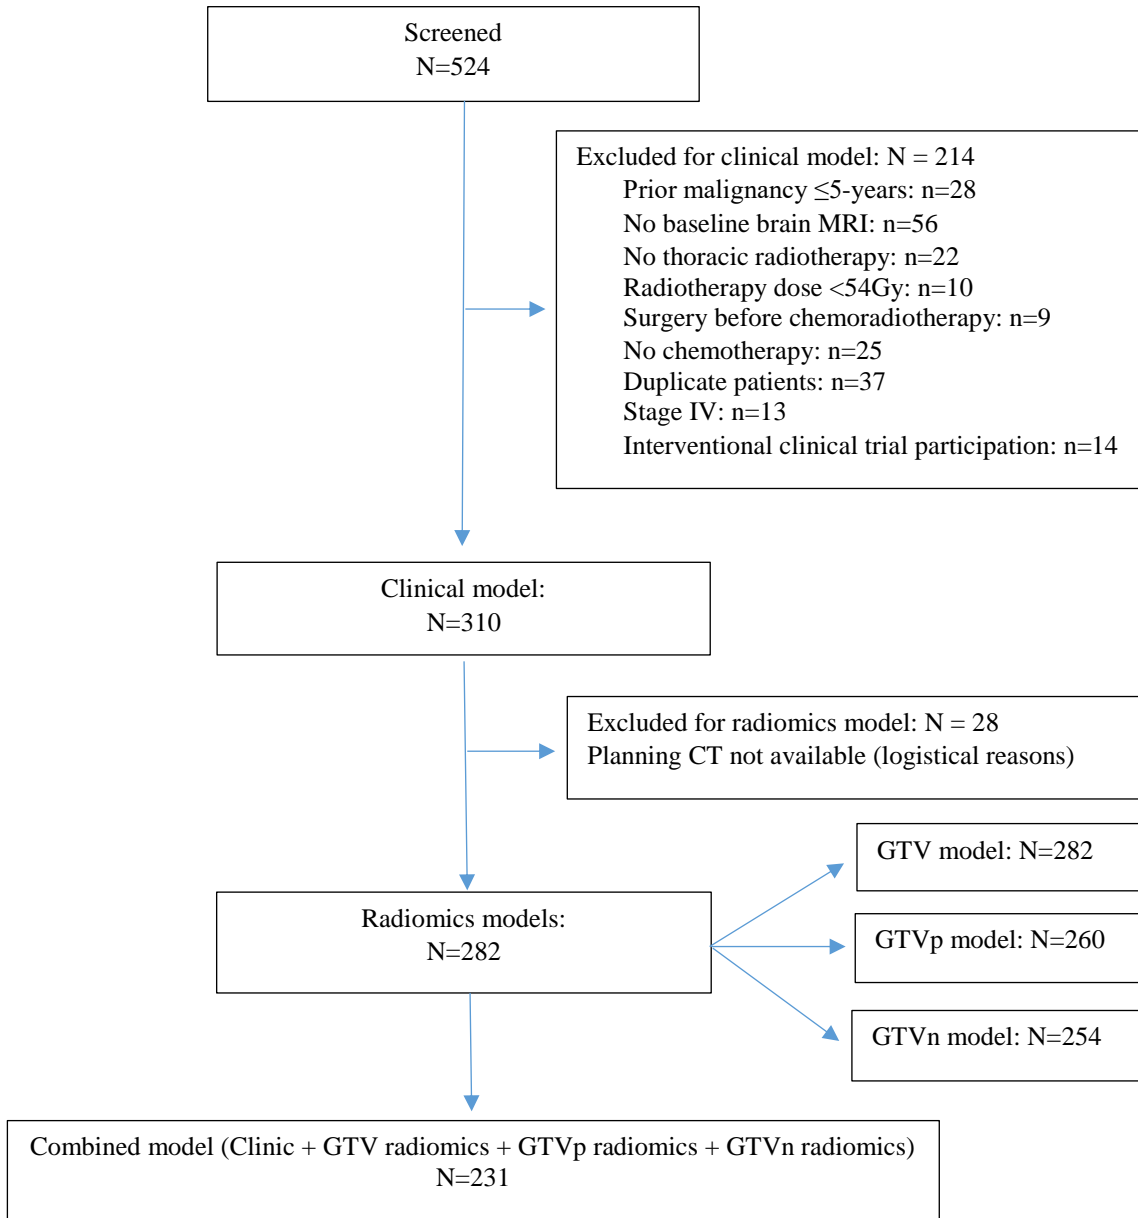 Screened
N=524
Excluded for clinical model: N = 214
Prior malignancy ≤5-years: n=28
No baseline brain MRI: n=56
No thoracic radiotherapy: n=22
Radiotherapy dose <54Gy: n=10
Surgery before chemoradiotherapy: n=9
No chemotherapy: n=25
Duplicate patients: n=37
Stage IV: n=13
Interventional clinical trial participation: n=14
Clinical model:
N=310
Excluded for radiomics model: N = 28
Planning CT not available (logistical reasons)
GTV model: N=282
Radiomics models:
N=282
GTVp model: N=260
GTVn model: N=254
Combined model (Clinic + GTV radiomics + GTVp radiomics + GTVn radiomics)
N=231